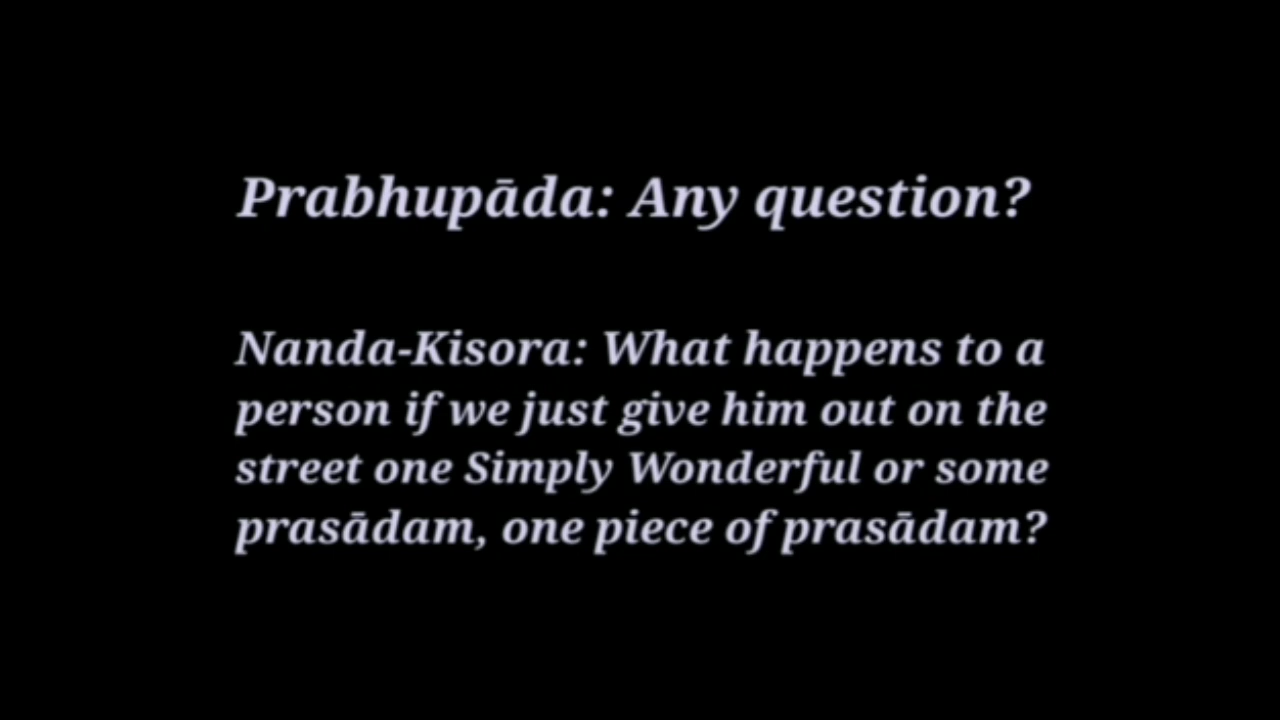 Prabhupāda: Any question?
Nanda-Kisora: What happens to a
person if we just give him out on the
street one Simply Wonderful or some
prasādam, one piece of prasādam?